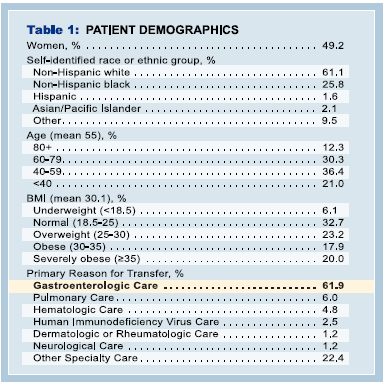 Table 1: PATIENT DEMOGRAPHICS
Women, % 49.2
Self-identified race or ethnic group, %
Non-Hispanic white 61.1
Non-Hispanic black 25.8
Hispanic 1.6
Asian/Pacific Islander 2.1
Other 9.5
Age (mean 55), %
80+ 12.3
60-79 30.3
40-59 36.4
<40 21.0
BMI (mean 30.1), %
Underweight (<18.5) 6.1
Normal (18.5-25) 32.7
Overweight (25-30) 23.2
Obese (30-35) 17.9
Severely obese (≥35) 20.0
Primary Reason for Transfer, %
Gastroenterologic Care 61.9
Pulmonary Care 6.0
Hematologic Care 4.8
Human Immunodeficiency Virus Care 2.5
Dermatologic or Rheumatologic Care 1.2
Neurological Care 1.2
Other Specialty Care 22.4